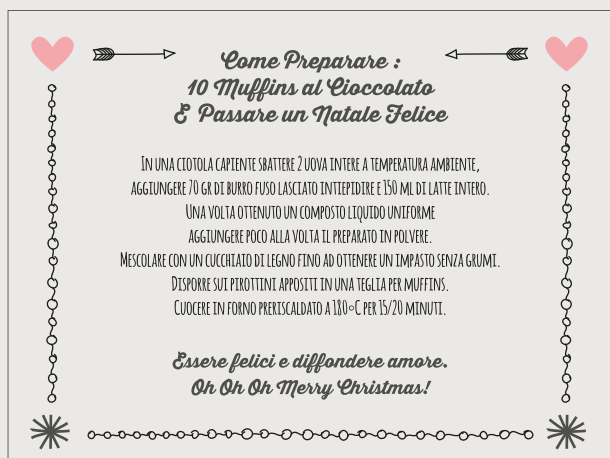 Come Preparare :
10 Muffins al Cioccolato
E Passare un Natale Felice
In una ciotola capiente sbattere 2 uova intere a temperatura ambiente,
aggiungere 70 gr di burro fuso lasciato intiepidire e 150 ml di latte intero.
Una volta ottenuto un composto liquido uniforme
aggiungere poco alla volta il preparato in polvere.
Mescolare con un cucchiaio di legno fino ad ottenere un impasto senza grumi.
Disporre sui pirottini appositi in una teglia per muffins.
Cuocere in forno preriscaldato a 180°C per 15/20 minuti.
Essere felici e diffondere amore.
Oh Oh Oh Merry Christmas!